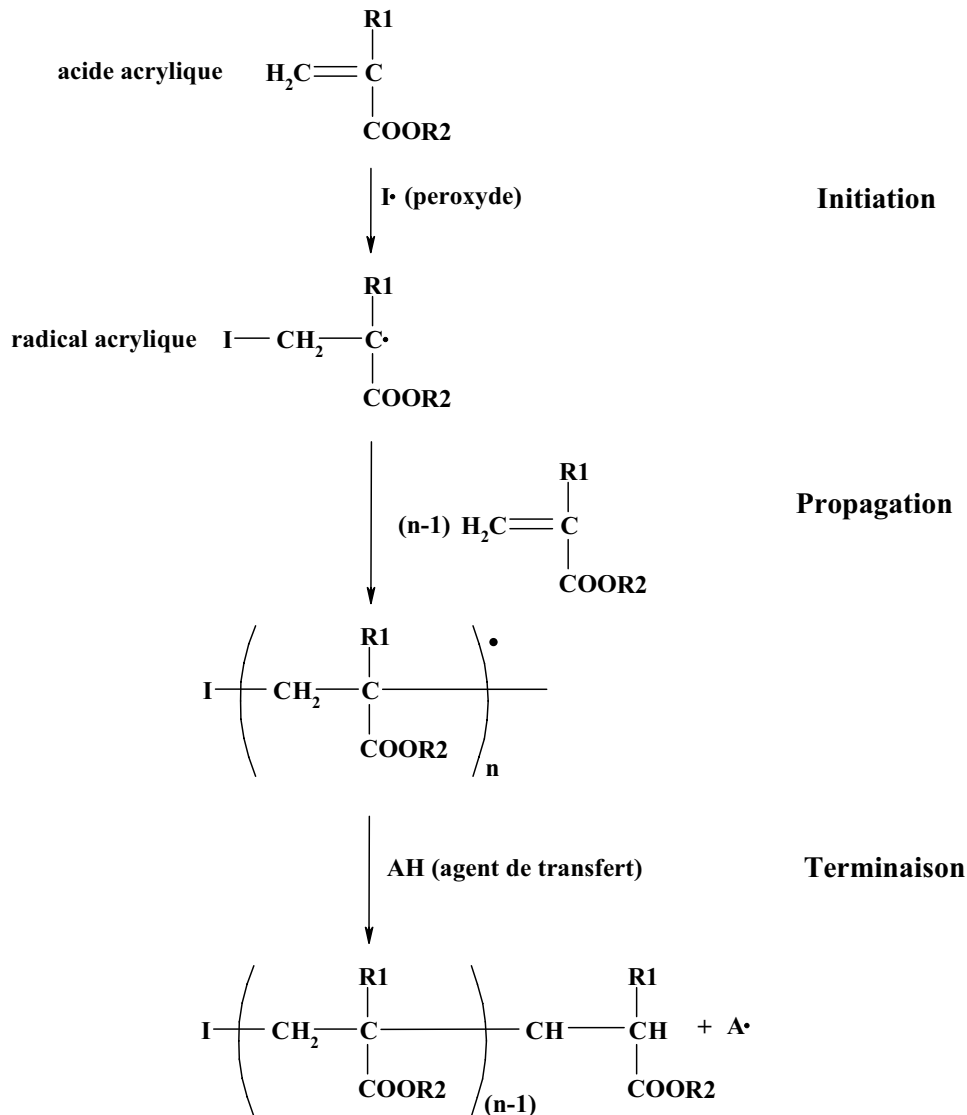 R1
acide acrylique H2C C
COOR2
I• (peroxyde) Initiation
R1
radical acrylique I CH2 C•
COOR2
R1 Propagation
(n-1) H2C C
COOR2
R1 •
I CH2 C
COOR2 n
AH (agent de transfert) Terminaison
R1 R1
I CH2 C CH CH + A•
COOR2 (n-1) COOR2